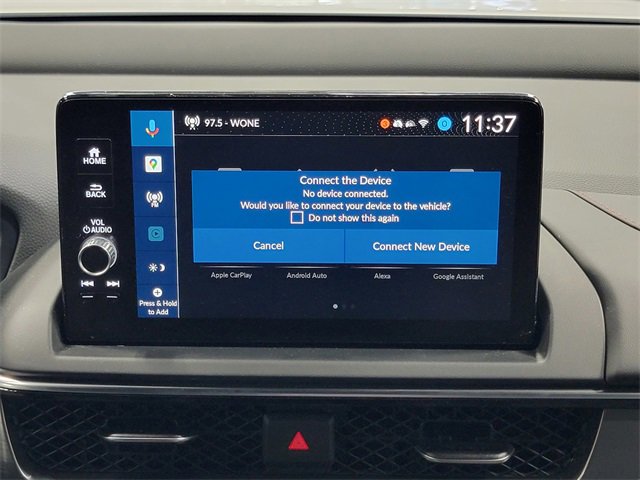 97.5 - WONE
11:37
HOME
BACK
VOL
AUDIO
Connect the Device
No device connected.
Would you like to connect your device to the vehicle?
Do not show this again
Cancel
Connect New Device
Apple CarPlay
Android Auto
Alexa
Google Assistant
Press & Hold
to Add